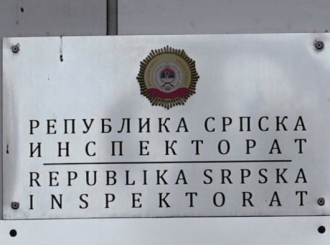 РЕПУБЛИКА СРПСКА
ИНСПЕКТОРАТ
REPUBLIKA SRPSKA
INSPEKTORAT